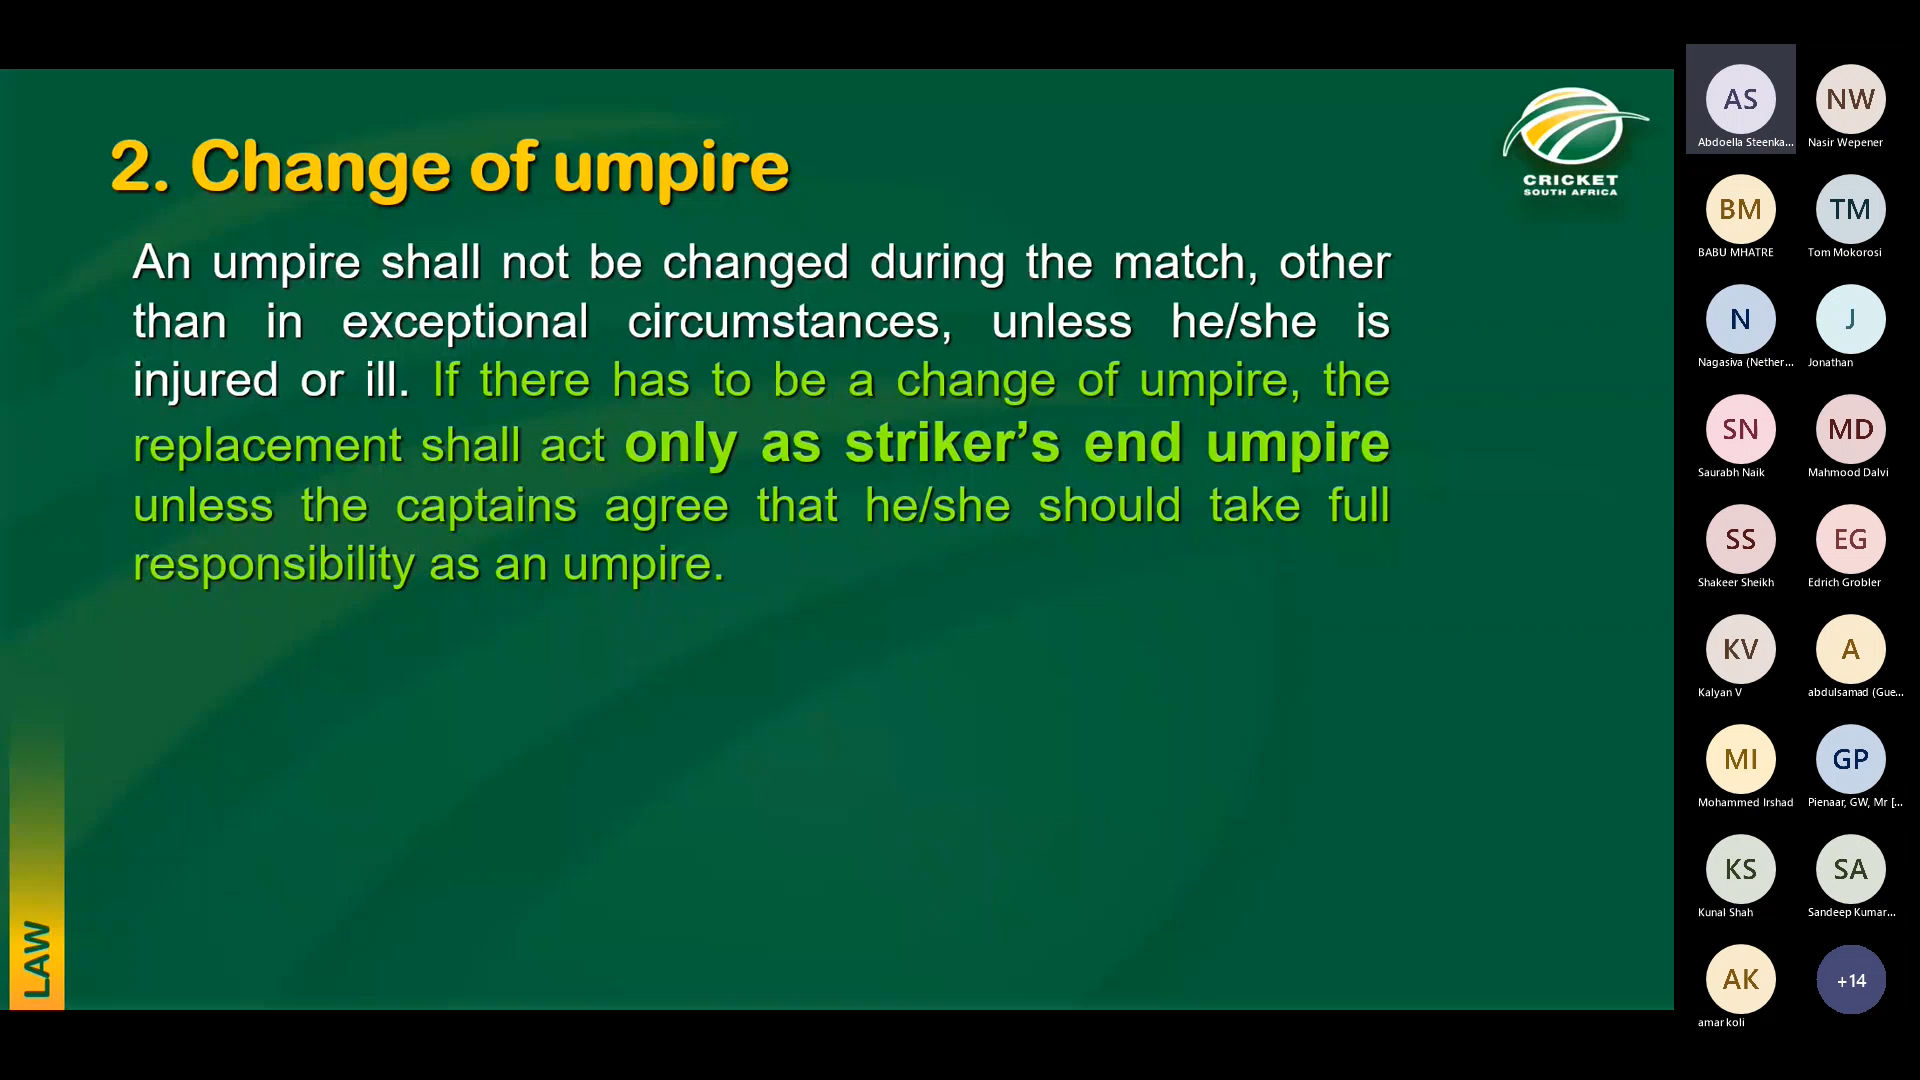 2. Change of umpire
An umpire shall not be changed during the match, other
than in exceptional circumstances, unless he/she is
injured or ill. If there has to be a change of umpire, the
replacement shall act only as striker’s end umpire
unless the captains agree that he/she should take full
responsibility as an umpire.
LAW
CRICKET
SOUTH AFRICA
AS
Abdoella Steenka...
NW
Nasir Wepener
BM
BABU MHATRE
TM
Tom Mokorosi
N
Nagasiva (Nether...
J
Jonathan
SN
Saurabh Naik
MD
Mahmood Dalvi
SS
Shakeer Sheikh
EG
Edrich Grobler
KV
Kalyan V
A
abdulsamad (Gue...
MI
Mohammed Irshad
GP
Pienaar, GW, Mr [...
KS
Kunal Shah
SA
Sandeep Kumar...
AK
amar koli
+14